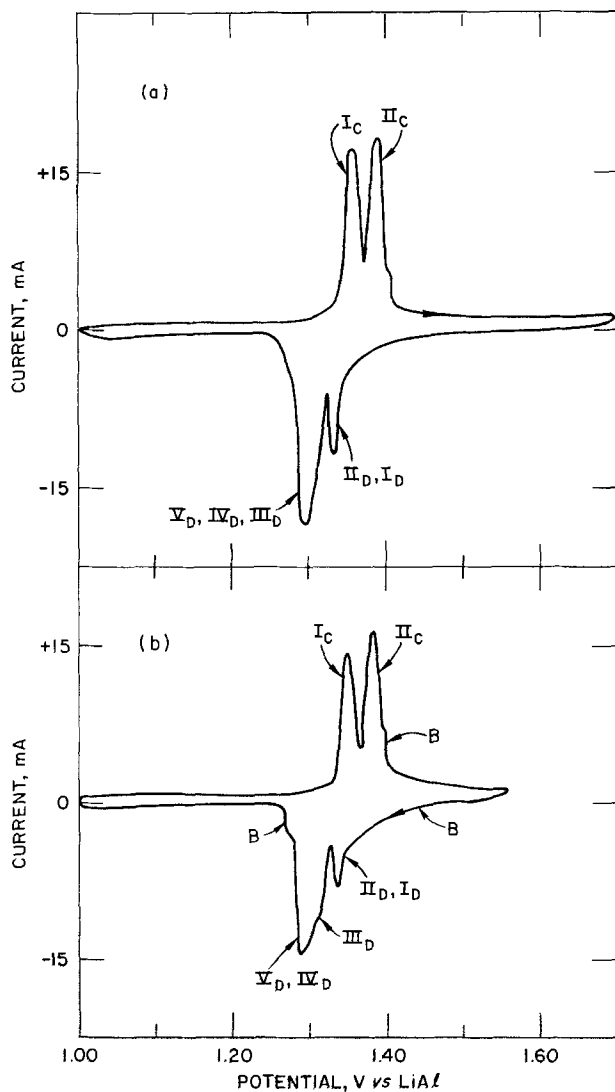 (a)
I_C
II_C
+15
0
-15
CURRENT, mA
II_D, I_D
V_D, IV_D, III_D
(b)
I_C
II_C
+15
B
0
B
B
-15
CURRENT, mA
II_D, I_D
III_D
V_D, IV_D
1.00
1.20
1.40
1.60
POTENTIAL, V vs LiAl